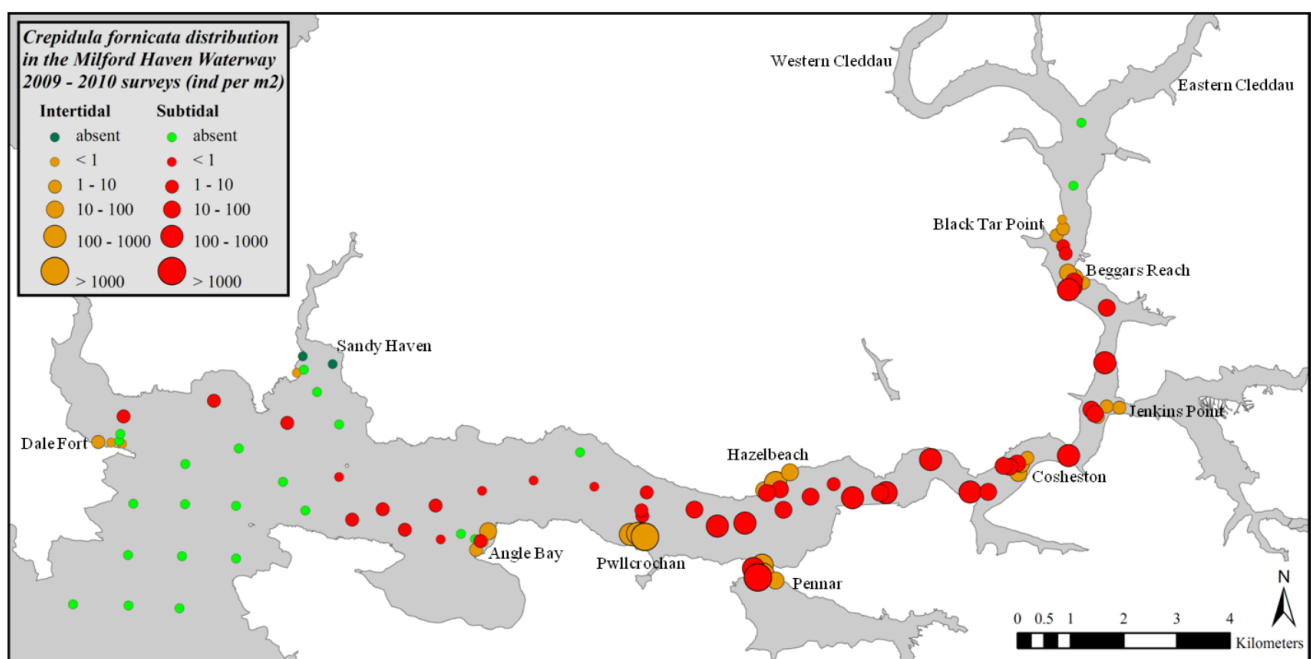 Crepidula fornicata distribution
in the Milford Haven Waterway
2009 - 2010 surveys (ind per m2)
Intertidal Subtidal
absent absent
< 1 < 1
1 - 10 1 - 10
10 - 100 10 - 100
100 - 1000 100 - 1000
> 1000 > 1000
Western Cleddau
Eastern Cleddau
Black Tar Point
Beggars Reach
Sandy Haven
Jenkins Point
Dale Fort
Hazelbeach
Cosheston
Angle Bay
Pwllcrochan
Pennar
N
0 0.5 1 2 3 4
Kilometers